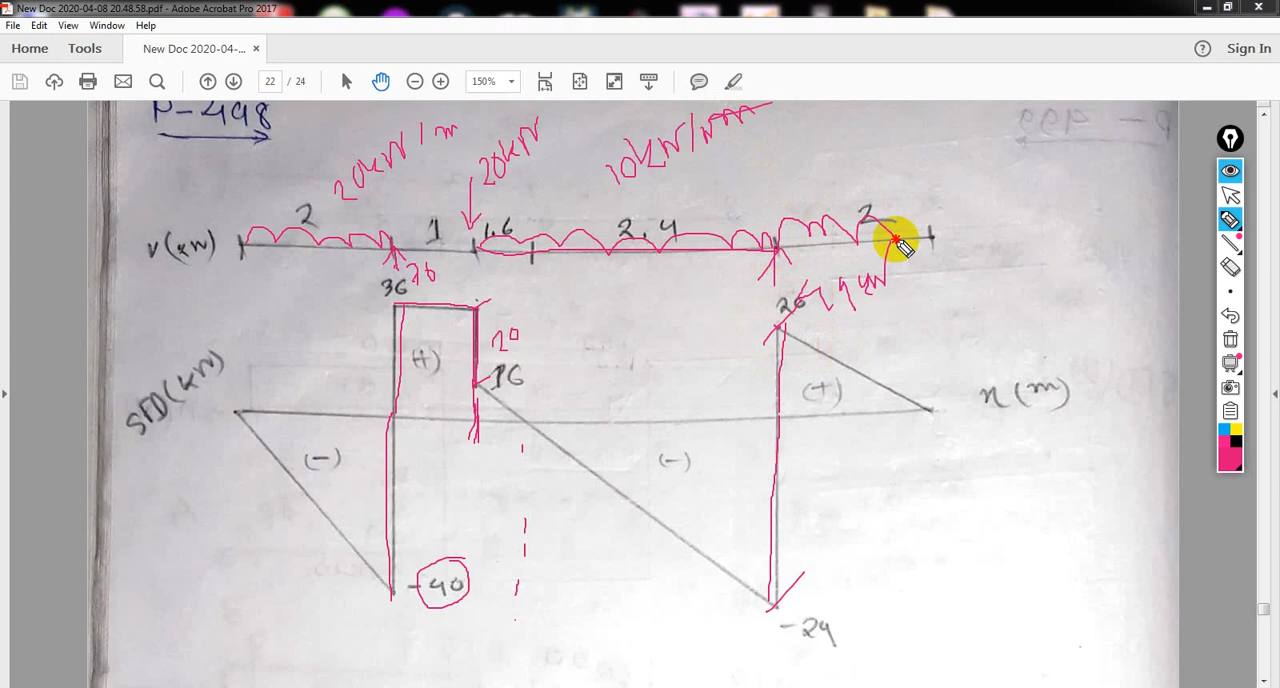 New Doc 2020-04-08 20.48.58.pdf - Adobe Acrobat Pro 2017
File Edit View Window Help
Home Tools New Doc 2020-04-... × ? Sign In
22 / 24 150%
P-498
20kN/m 20kN 10kN/m
2 1 1.6 2.4 2
(kN)
36 36 26 kN
(+) 20 16 (+) x(m)
SFD(kN)
(-) (-)
-40
-24